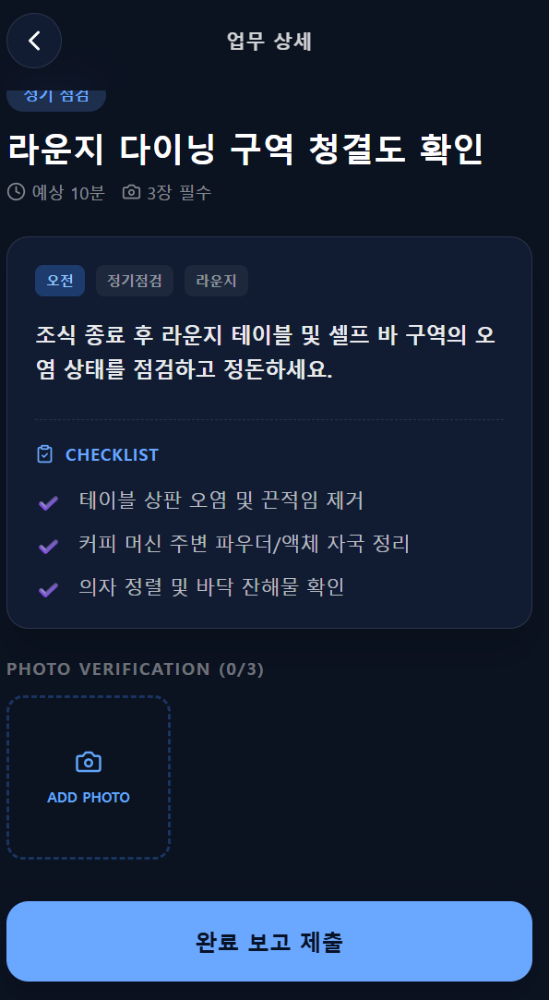 업무 상세
정기 점검
라운지 다이닝 구역 청결도 확인
예상 10분 3장 필수
오전 정기점검 라운지
조식 종료 후 라운지 테이블 및 셀프 바 구역의 오
염 상태를 점검하고 정돈하세요.
CHECKLIST
테이블 상판 오염 및 끈적임 제거
커피 머신 주변 파우더/액체 자국 정리
의자 정렬 및 바닥 잔해물 확인
PHOTO VERIFICATION (0/3)
ADD PHOTO
완료 보고 제출